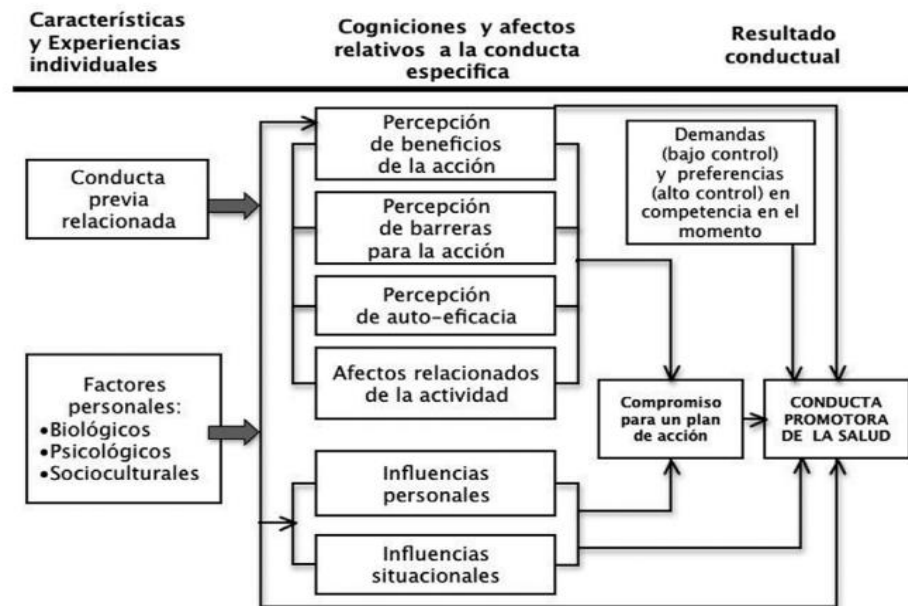 Características
y Experiencias
individuales
Cogniciones y afectos
relativos a la conducta
especifica
Resultado
conductual
Conducta
previa
relacionada
Factores
personales:
•Biológicos
•Psicológicos
•Socioculturales
Percepción
de beneficios
de la acción
Percepción
de barreras
para la acción
Percepción
de auto-eficacia
Afectos relacionados
de la actividad
Influencias
personales
Influencias
situacionales
Demandas
(bajo control)
y preferencias
(alto control) en
competencia en el
momento
Compromiso
para un plan
de acción
CONDUCTA
PROMOTORA
DE LA SALUD